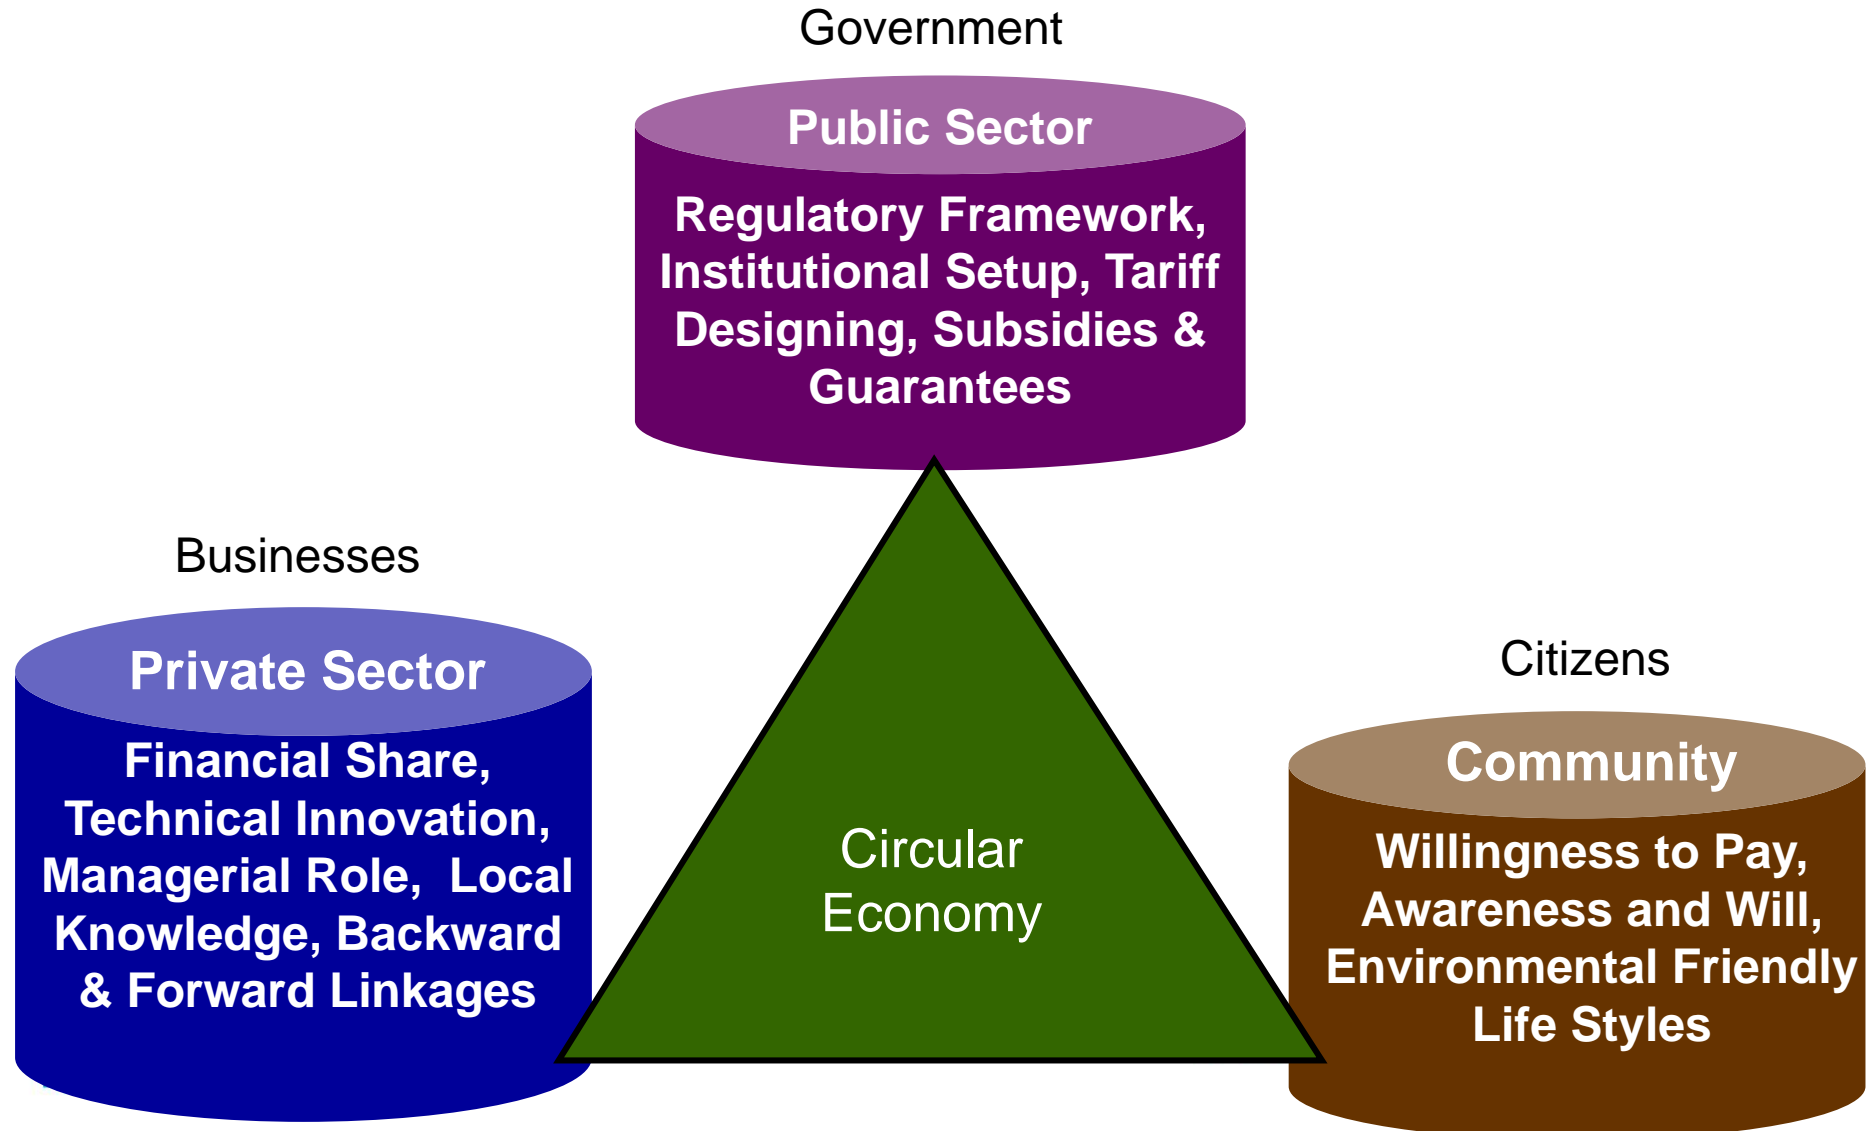 Government
Public Sector
Regulatory Framework,
Institutional Setup, Tariff
Designing, Subsidies &
Guarantees
Businesses
Private Sector
Financial Share,
Technical Innovation,
Managerial Role,  Local
Knowledge, Backward
& Forward Linkages
Circular
Economy
Citizens
Community
Willingness to Pay,
Awareness and Will,
Environmental Friendly
Life Styles